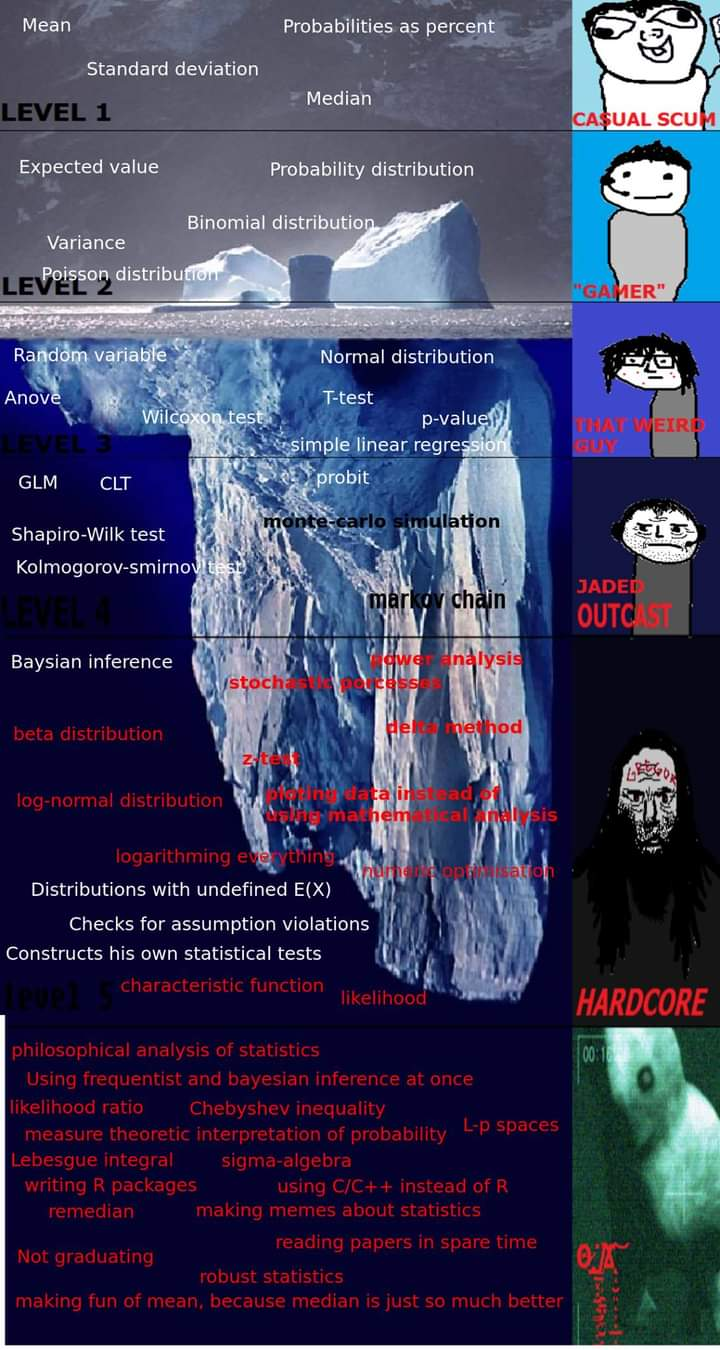 Mean
Probabilities as percent
Standard deviation
Median
LEVEL 1
CASUAL SCUM
Expected value
Probability distribution
Binomial distribution
Variance
Poisson distribution
LEVEL 2
"GAMER"
Random variable
Normal distribution
Anove
T-test
Wilcoxon test
p-value
simple linear regression
LEVEL 3
THAT WEIRD
GUY
GLM
CLT
probit
monte-carlo simulation
Shapiro-Wilk test
Kolmogorov-smirnov test
markov chain
LEVEL 4
JADED
OUTCAST
Baysian inference
power analysis
stochastic porcesses
beta distribution
delta method
z-test
log-normal distribution
ploting data instead of
using mathematical analysis
logarithming everything
numeric optimisation
Distributions with undefined E(X)
Checks for assumption violations
Constructs his own statistical tests
characteristic function
likelihood
level 5
HARDCORE
philosophical analysis of statistics
Using frequentist and bayesian inference at once
likelihood ratio
Chebyshev inequality
L-p spaces
measure theoretic interpretation of probability
Lebesgue integral
sigma-algebra
writing R packages
using C/C++ instead of R
remedian
making memes about statistics
reading papers in spare time
Not graduating
robust statistics
making fun of mean, because median is just so much better